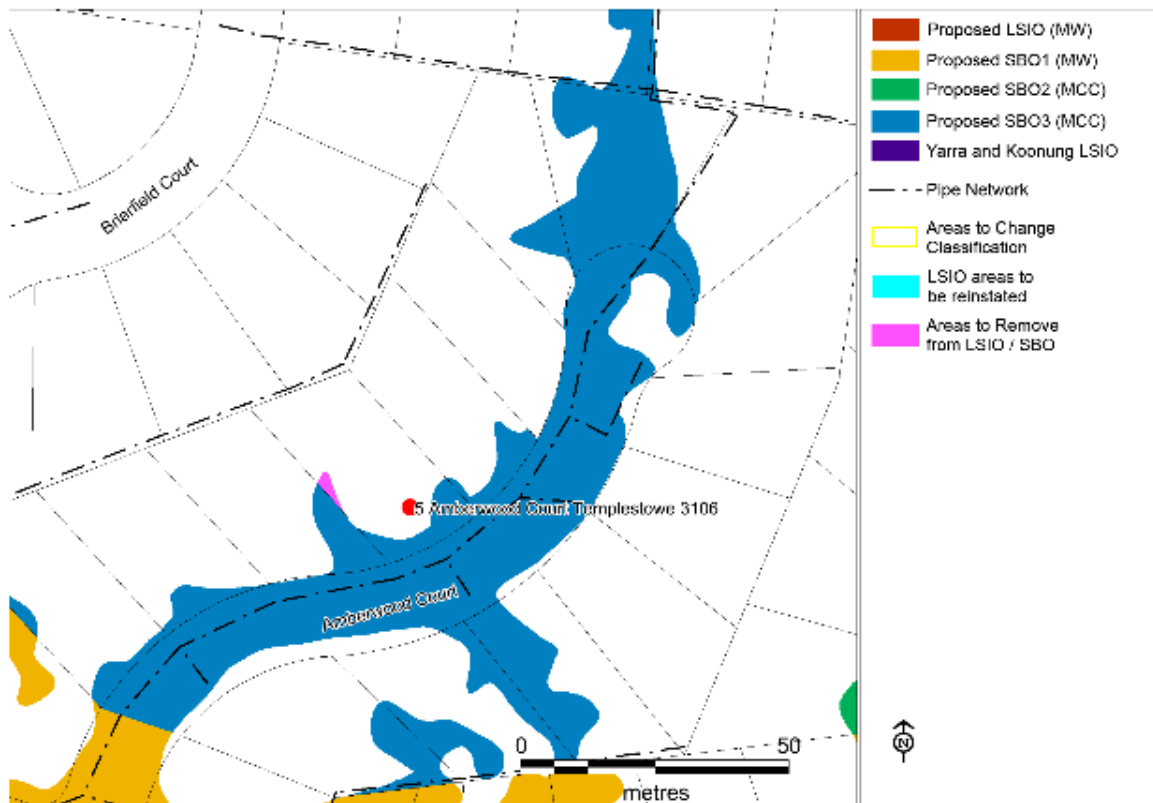 Brierfield Court
5 Amberwood Court Templestowe 3106
Amberwood Court
0 50
metres
Proposed LSIO (MW)
Proposed SBO1 (MW)
Proposed SBO2 (MCC)
Proposed SBO3 (MCC)
Yarra and Koonung LSIO
Pipe Network
Areas to Change
Classification
LSIO areas to
be reinstated
Areas to Remove
from LSIO / SBO
N